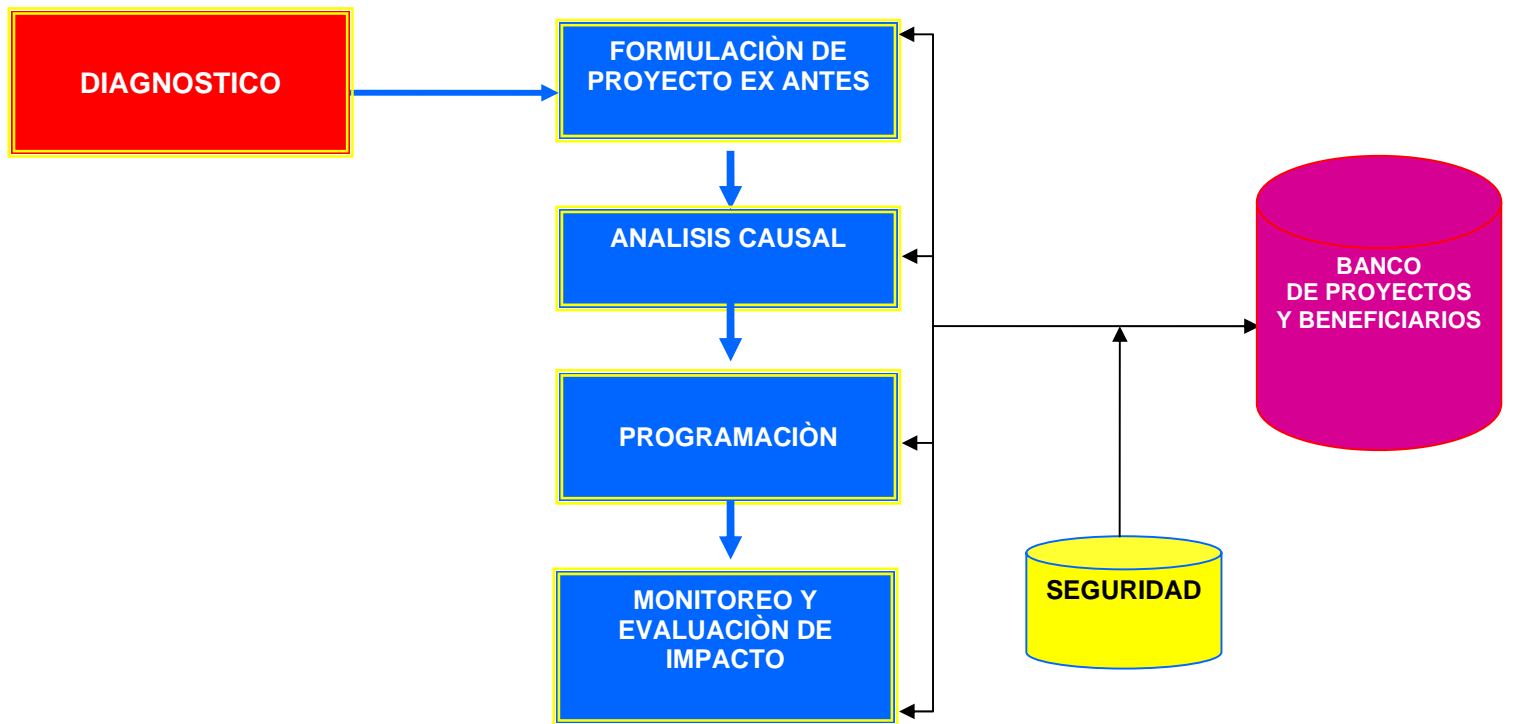 DIAGNOSTICO
FORMULACIÒN DE
PROYECTO EX ANTES
ANALISIS CAUSAL
BANCO
DE PROYECTOS
Y BENEFICIARIOS
PROGRAMACIÒN
SEGURIDAD
MONITOREO Y
EVALUACIÒN DE
IMPACTO